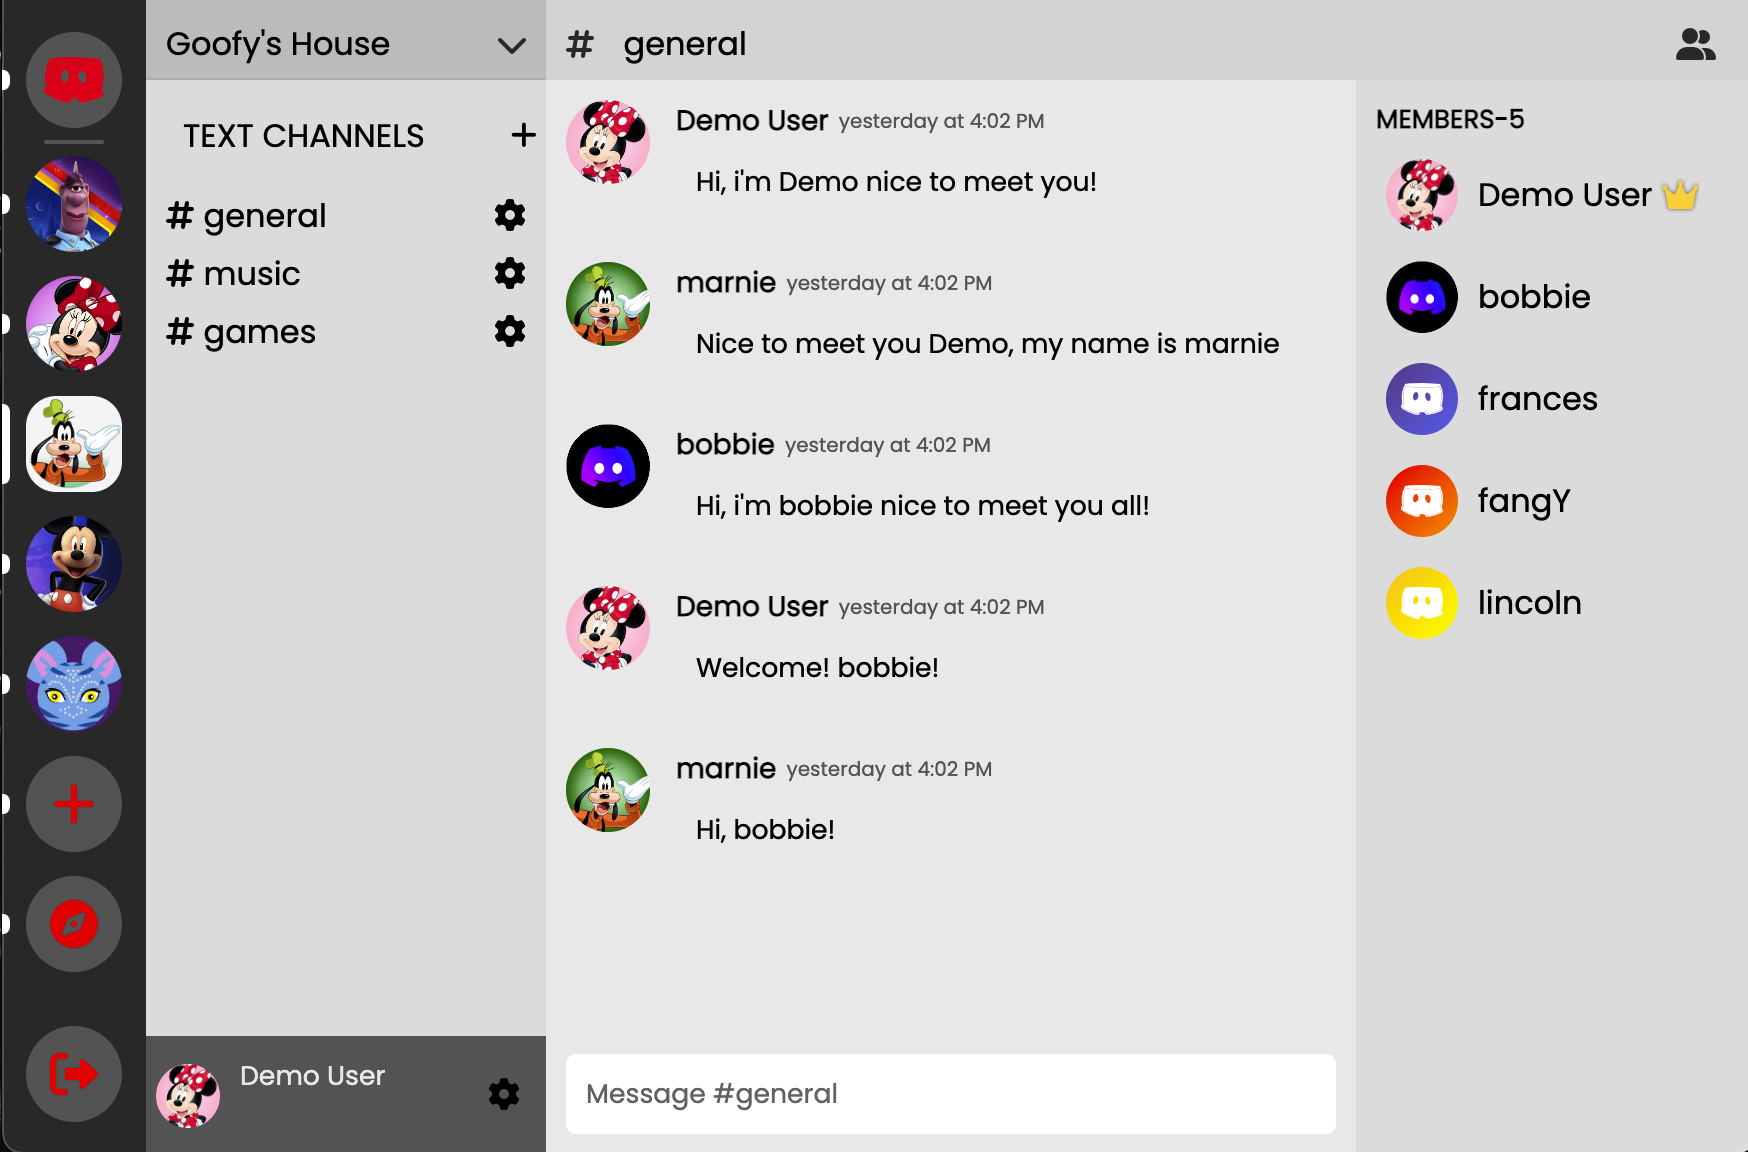 Goofy's House
TEXT CHANNELS +
# general
# music
# games
Demo User
# general
Demo User yesterday at 4:02 PM
Hi, i'm Demo nice to meet you!
marnie yesterday at 4:02 PM
Nice to meet you Demo, my name is marnie
bobbie yesterday at 4:02 PM
Hi, i'm bobbie nice to meet you all!
Demo User yesterday at 4:02 PM
Welcome! bobbie!
marnie yesterday at 4:02 PM
Hi, bobbie!
Message #general
MEMBERS-5
Demo User
bobbie
frances
fangY
lincoln